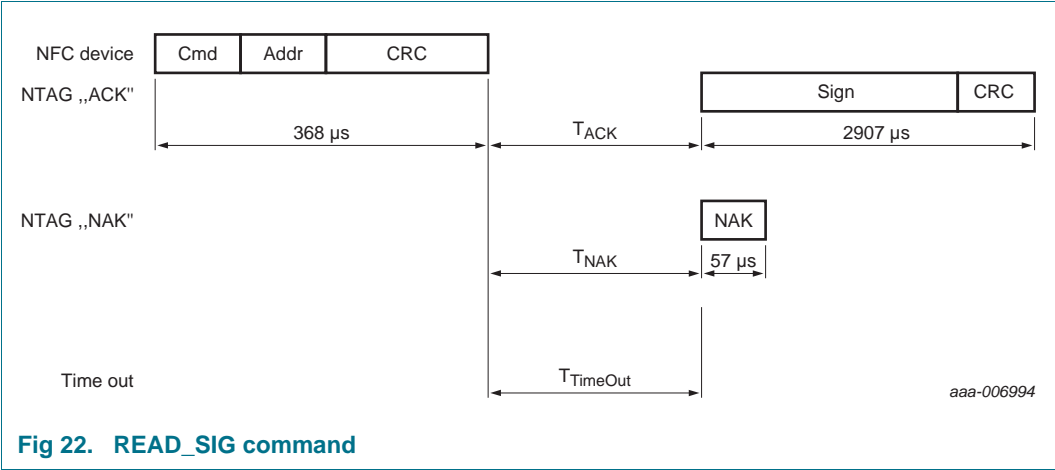 NFC device Cmd Addr CRC
NTAG ,,ACK" Sign CRC
368 μs TACK 2907 μs
NTAG ,,NAK" NAK
TNAK 57 μs
Time out TTimeOut aaa-006994
Fig 22. READ_SIG command